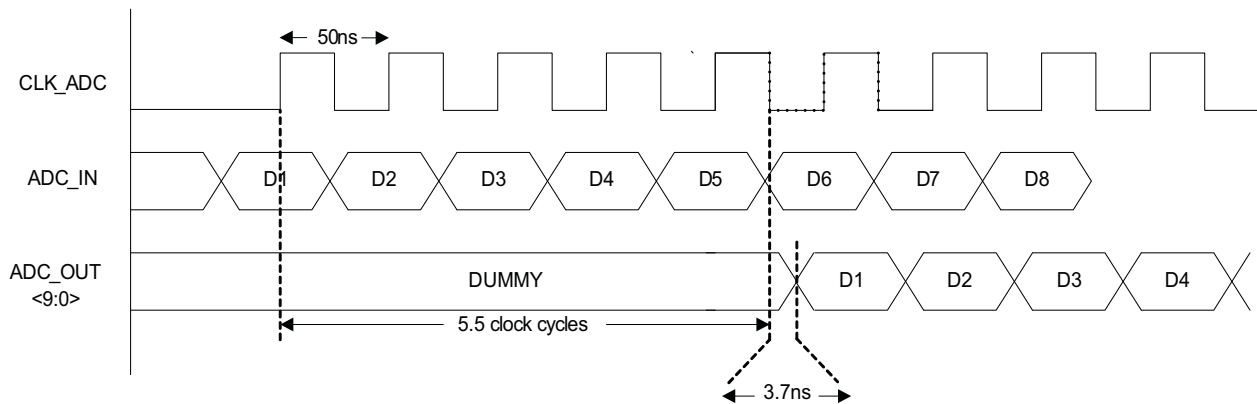 50ns
CLK_ADC
ADC_IN
D1 D2 D3 D4 D5 D6 D7 D8
ADC_OUT
<9:0>
DUMMY D1 D2 D3 D4
5.5 clock cycles
3.7ns